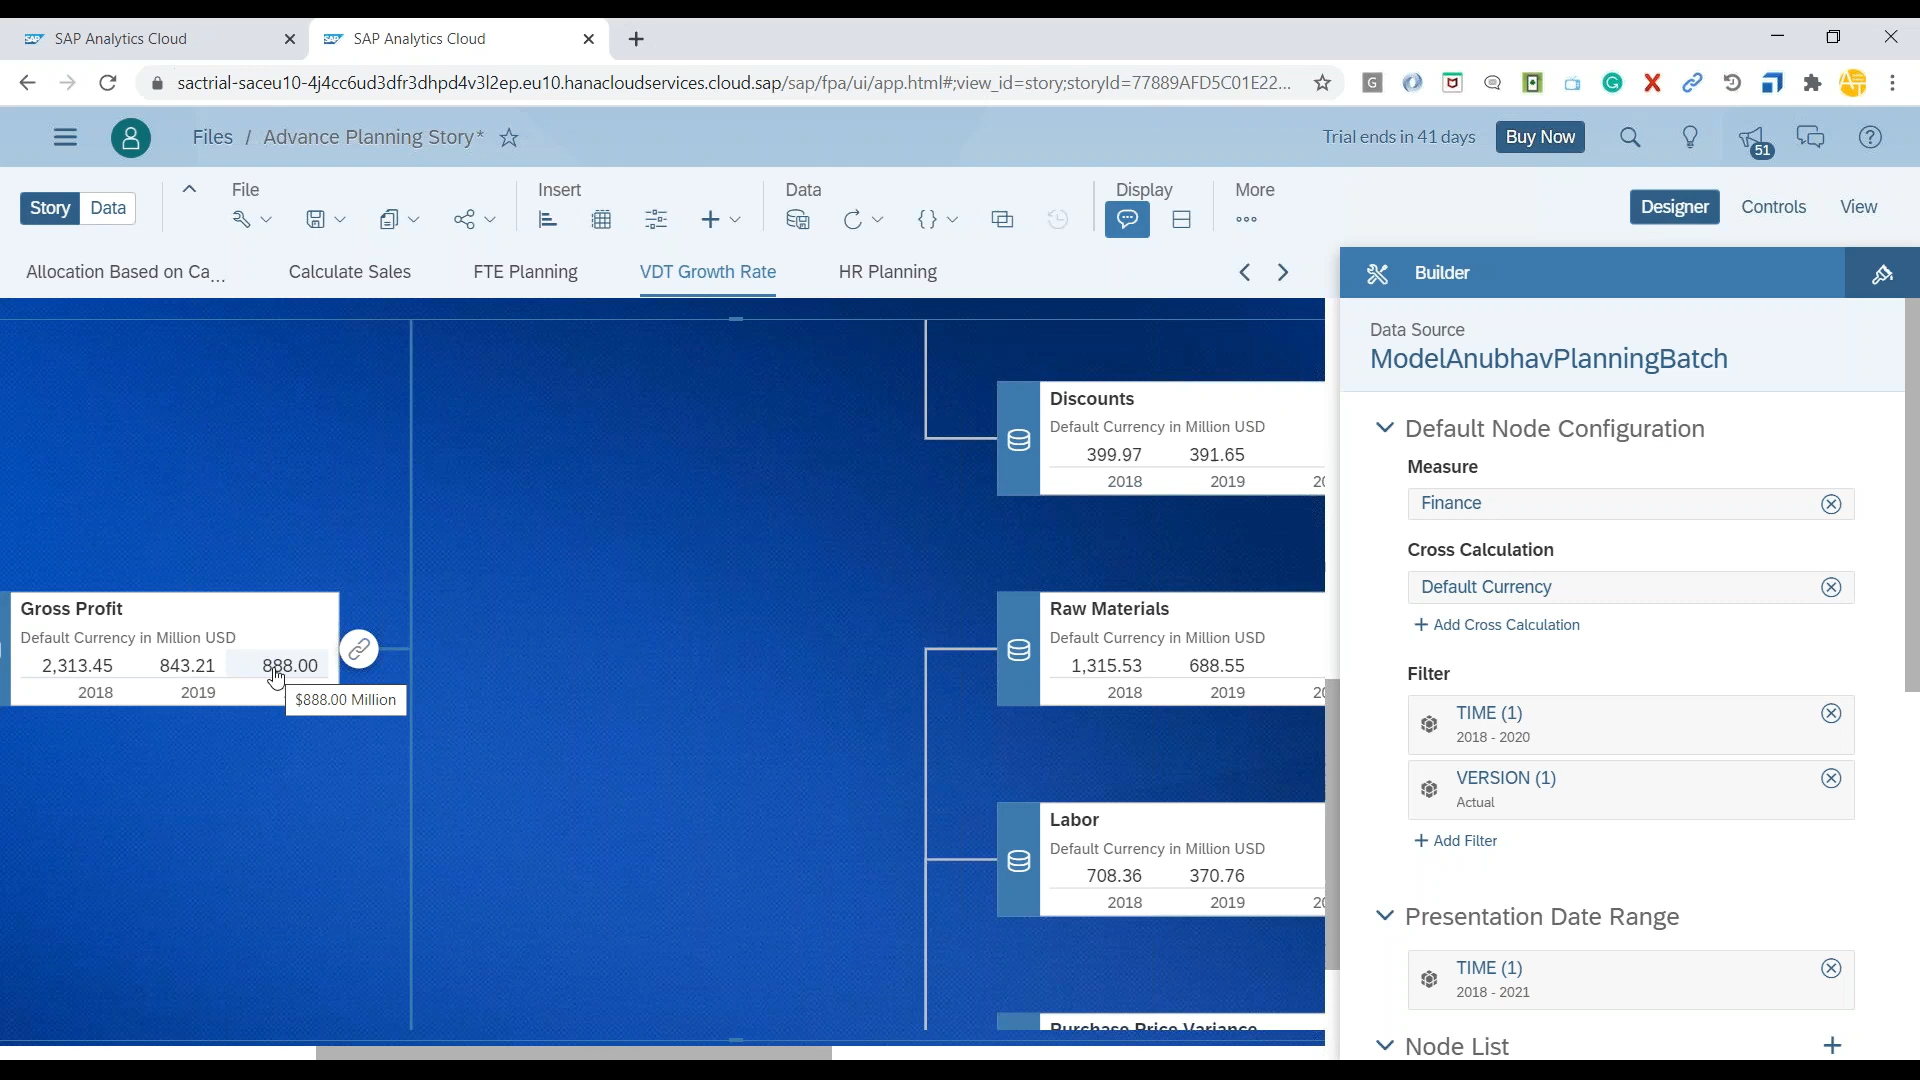 SAP SAP Analytics Cloud
SAP SAP Analytics Cloud
sactrial-saceu10-4j4cc6ud3dfr3dhpd4v3l2ep.eu10.hanacloudservices.cloud.sap/sap/fpa/ui/app.html#;view_id=story;storyId=77889AFD5C01E22...
Files / Advance Planning Story*
Trial ends in 41 days
Buy Now
51
Story
Data
File
Insert
Data
Display
More
Designer
Controls
View
Allocation Based on Ca...
Calculate Sales
FTE Planning
VDT Growth Rate
HR Planning
Builder
Data Source
ModelAnubhavPlanningBatch
Default Node Configuration
Measure
Finance
Cross Calculation
Default Currency
+ Add Cross Calculation
Filter
TIME (1)
2018 - 2020
VERSION (1)
Actual
+ Add Filter
Presentation Date Range
TIME (1)
2018 - 2021
Node List
Gross Profit
Default Currency in Million USD
2,313.45 843.21 888.00
2018 2019
$888.00 Million
Discounts
Default Currency in Million USD
399.97 391.65
2018 2019
Raw Materials
Default Currency in Million USD
1,315.53 688.55
2018 2019
Labor
Default Currency in Million USD
708.36 370.76
2018 2019
Purchase Price Variance